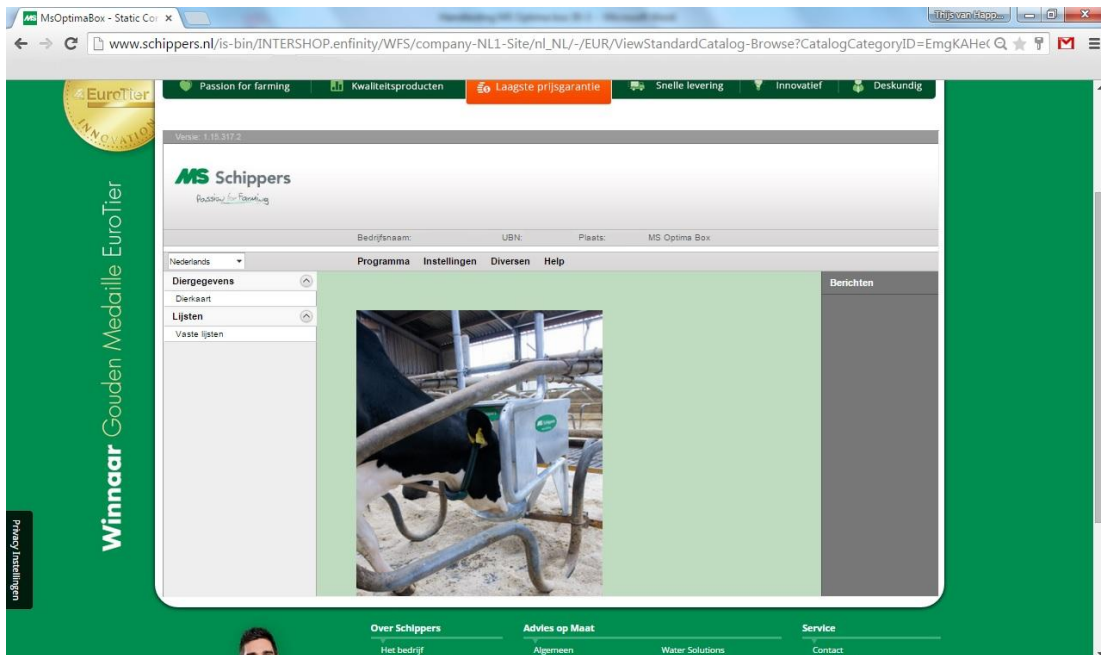 MsOptimaBox - Static Cor
Thijs van Happ...
www.schippers.nl/is-bin/INTERSHOP.enfinity/WFS/company-NL1-Site/nl_NL/-/EUR/ViewStandardCatalog-Browse?CatalogCategoryID=EmgKAHe(
EuroTier
INNOVATION
Passion for farming
Kwaliteitsproducten
Laagste prijsgarantie
Snelle levering
Innovatief
Deskundig
Versie: 1.15.317.2
MS Schippers
Passion for Farming
Bedrijfsnaam: UBN: Plaats: MS Optima Box
Nederlands
Programma Instellingen Diversen Help
Diergegevens
Dierkaart
Lijsten
Vaste lijsten
Berichten
Winnaar Gouden Medaille EuroTier
Privacy Instellingen
Over Schippers
Advies op Maat
Service
Het bedrijf
Algemeen
Water Solutions
Contact